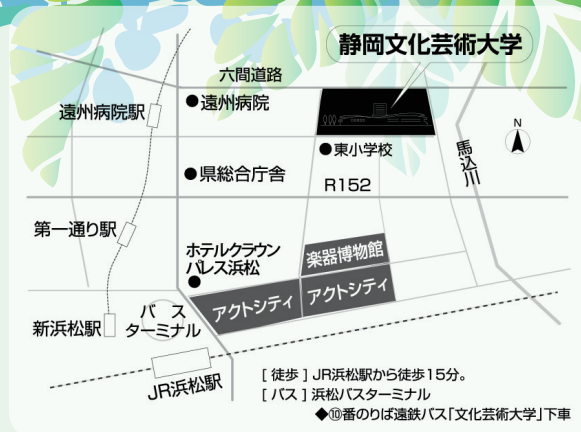 静岡文化芸術大学
六間道路
遠州病院駅
●遠州病院
●東小学校
馬込川
N
●県総合庁舎
R152
第一通り駅
ホテルクラウン
パレス浜松
●
楽器博物館
アクトシティ
アクトシティ
バス
ターミナル
新浜松駅
JR浜松駅
[ 徒歩 ] JR浜松駅から徒歩15分。
[ バス ] 浜松バスターミナル
◆⑩番のりば遠鉄バス「文化芸術大学」下車